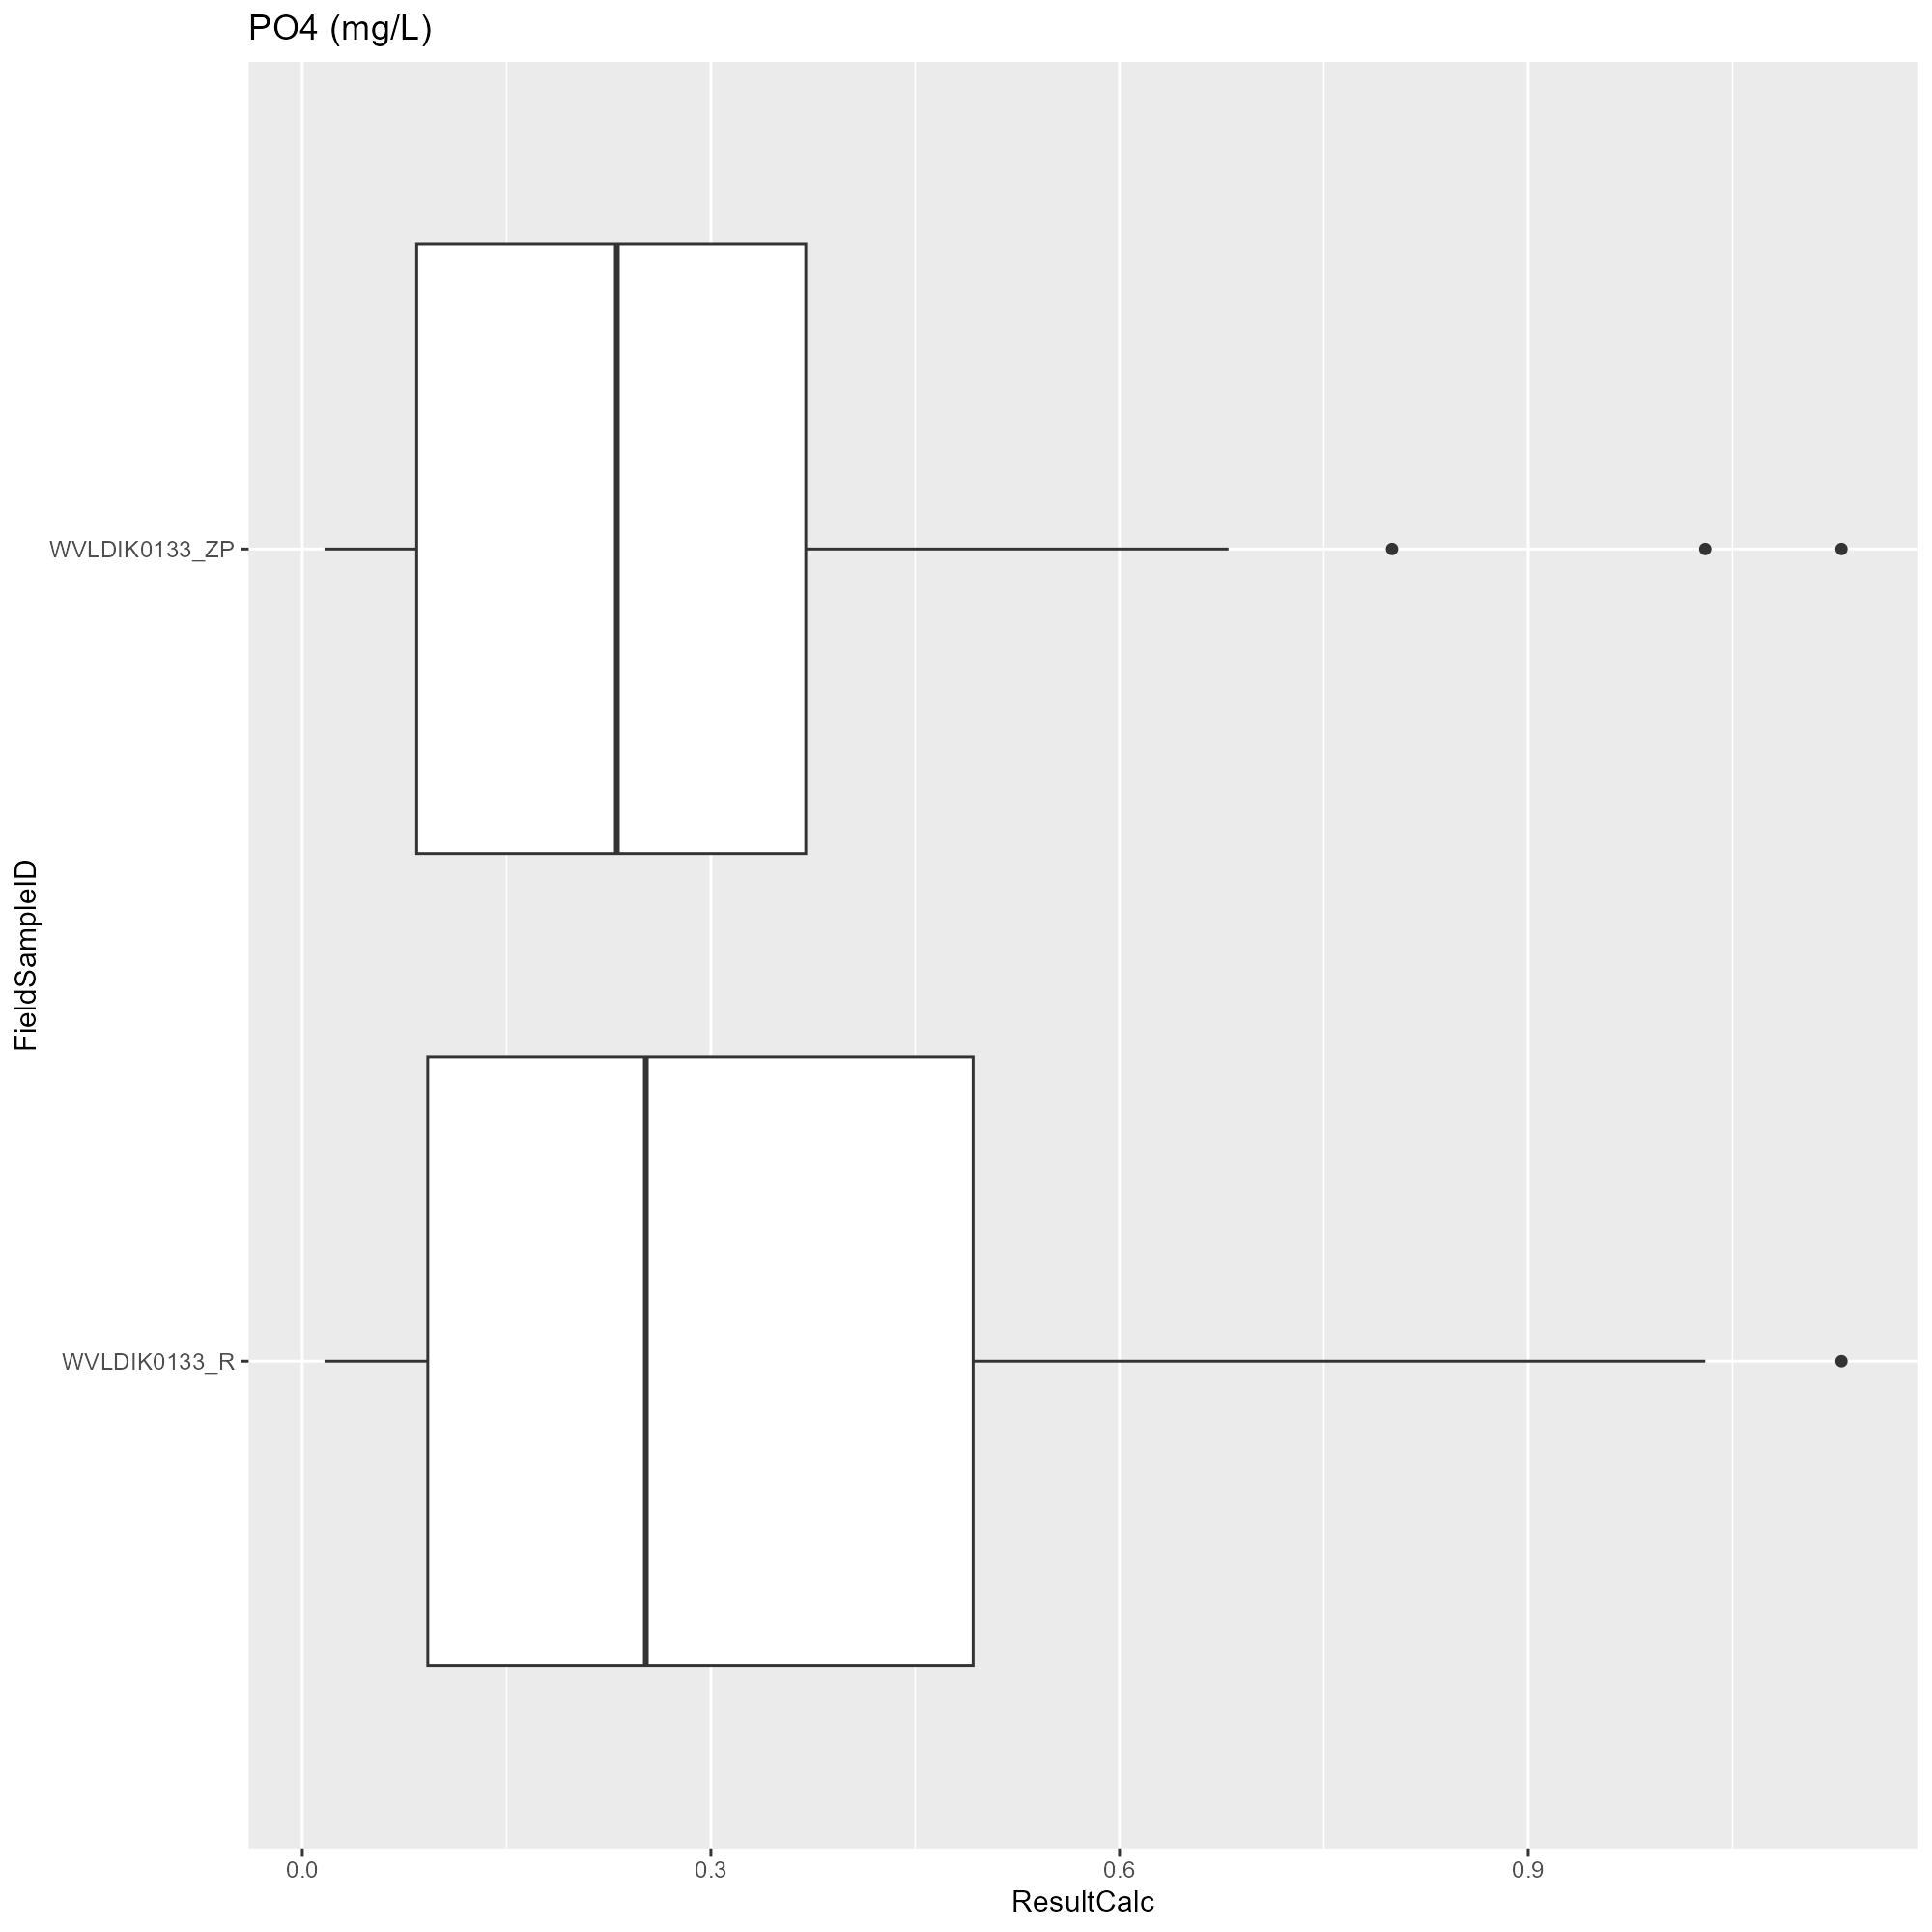 PO4 (mg/L)
FieldSampleID
WVLDIK0133_ZP
WVLDIK0133_R
0.0 0.3 0.6 0.9
ResultCalc